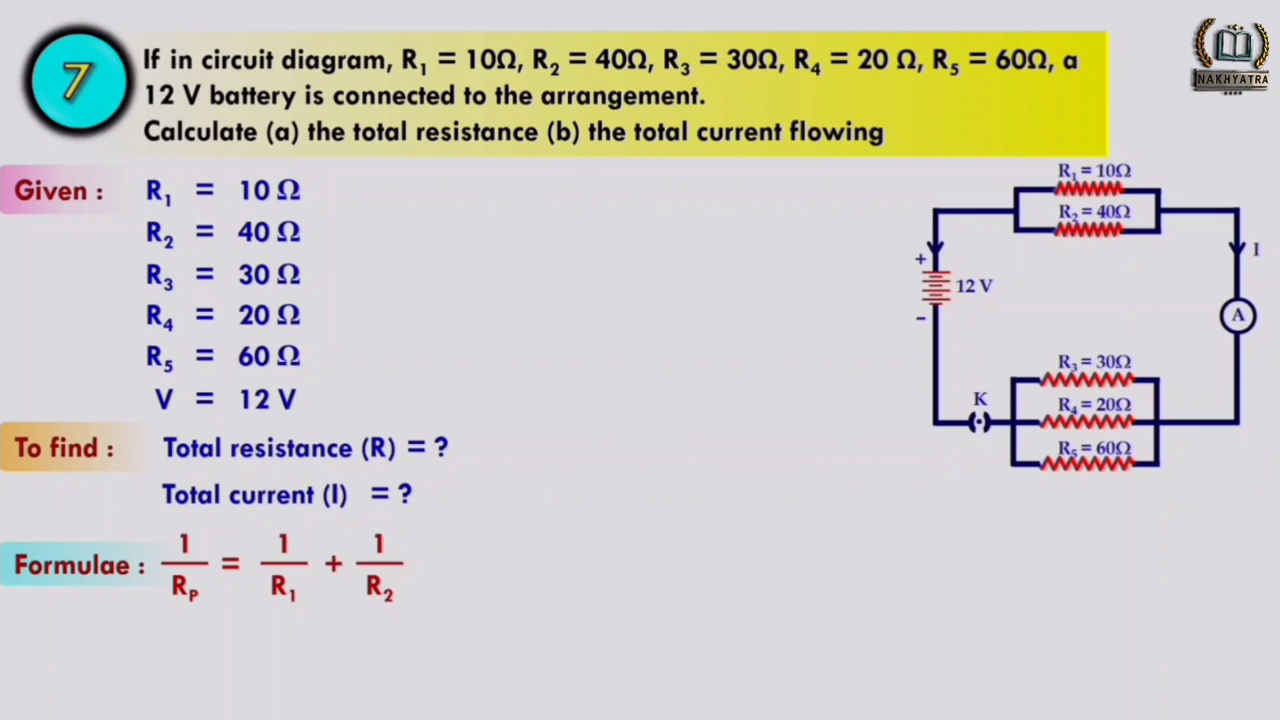 7
If in circuit diagram, R₁ = 10Ω, R₂ = 40Ω, R₃ = 30Ω, R₄ = 20 Ω, R₅ = 60Ω, a
12 V battery is connected to the arrangement.
Calculate (a) the total resistance (b) the total current flowing
NAKHYATRA
Given : R₁ = 10 Ω
R₂ = 40 Ω
R₃ = 30 Ω
R₄ = 20 Ω
R₅ = 60 Ω
V = 12 V
To find : Total resistance (R) = ?
Total current (I) = ?
Formulae : 1/R_P = 1/R₁ + 1/R₂
R₁ = 10Ω
R₂ = 40Ω
I
+
12 V
−
A
R₃ = 30Ω
K
R₄ = 20Ω
R₅ = 60Ω